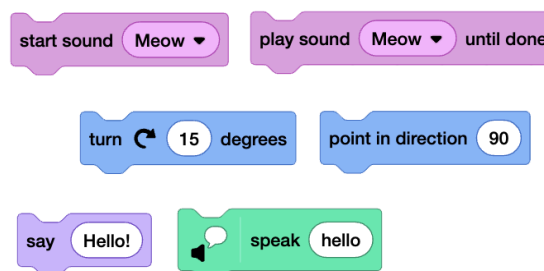 start sound Meow
play sound Meow until done
turn 15 degrees
point in direction 90
say Hello!
speak hello